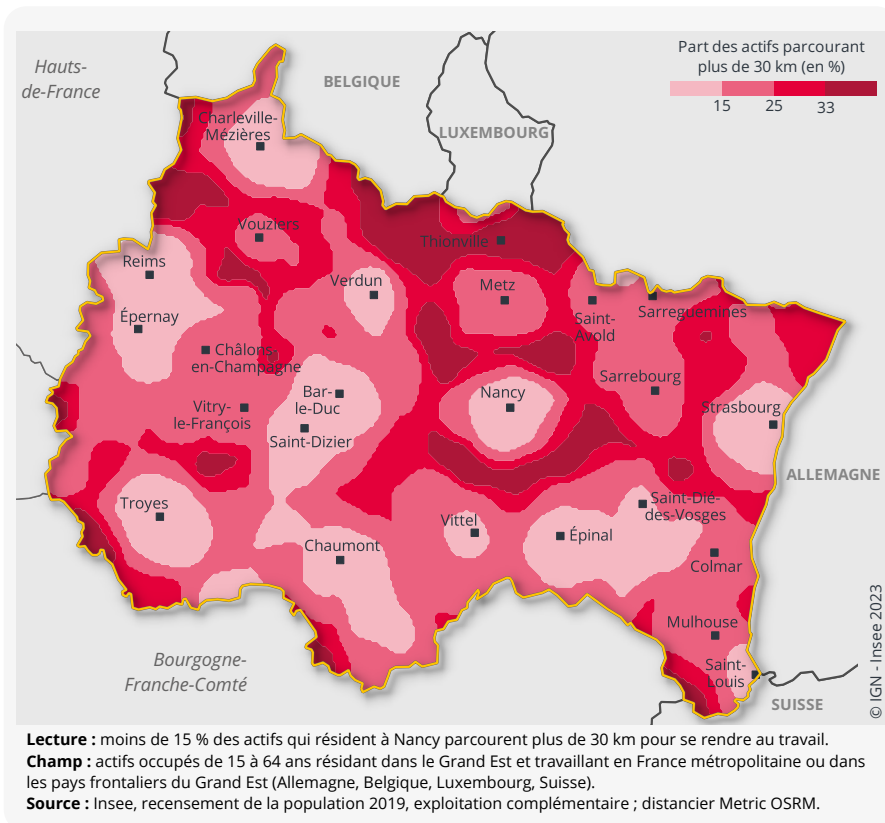 Part des actifs parcourant
plus de 30 km (en %)
15 25 33
Hauts-
de-France
BELGIQUE
LUXEMBOURG
Charleville-
Mézières
Vouziers
Thionville
Reims
Verdun
Metz
Saint-
Avold
Sarreguemines
Épernay
Châlons-
en-Champagne
Bar-
le-Duc
Nancy
Sarrebourg
Vitry-
le-François
Saint-Dizier
Strasbourg
ALLEMAGNE
Troyes
Vittel
Saint-Dié-
des-Vosges
Épinal
Chaumont
Colmar
Mulhouse
Saint-
Louis
Bourgogne-
Franche-Comté
SUISSE
© IGN - Insee 2023
Lecture : moins de 15 % des actifs qui résident à Nancy parcourent plus de 30 km pour se rendre au travail.
Champ : actifs occupés de 15 à 64 ans résidant dans le Grand Est et travaillant en France métropolitaine ou dans
les pays frontaliers du Grand Est (Allemagne, Belgique, Luxembourg, Suisse).
Source : Insee, recensement de la population 2019, exploitation complémentaire ; distancier Metric OSRM.